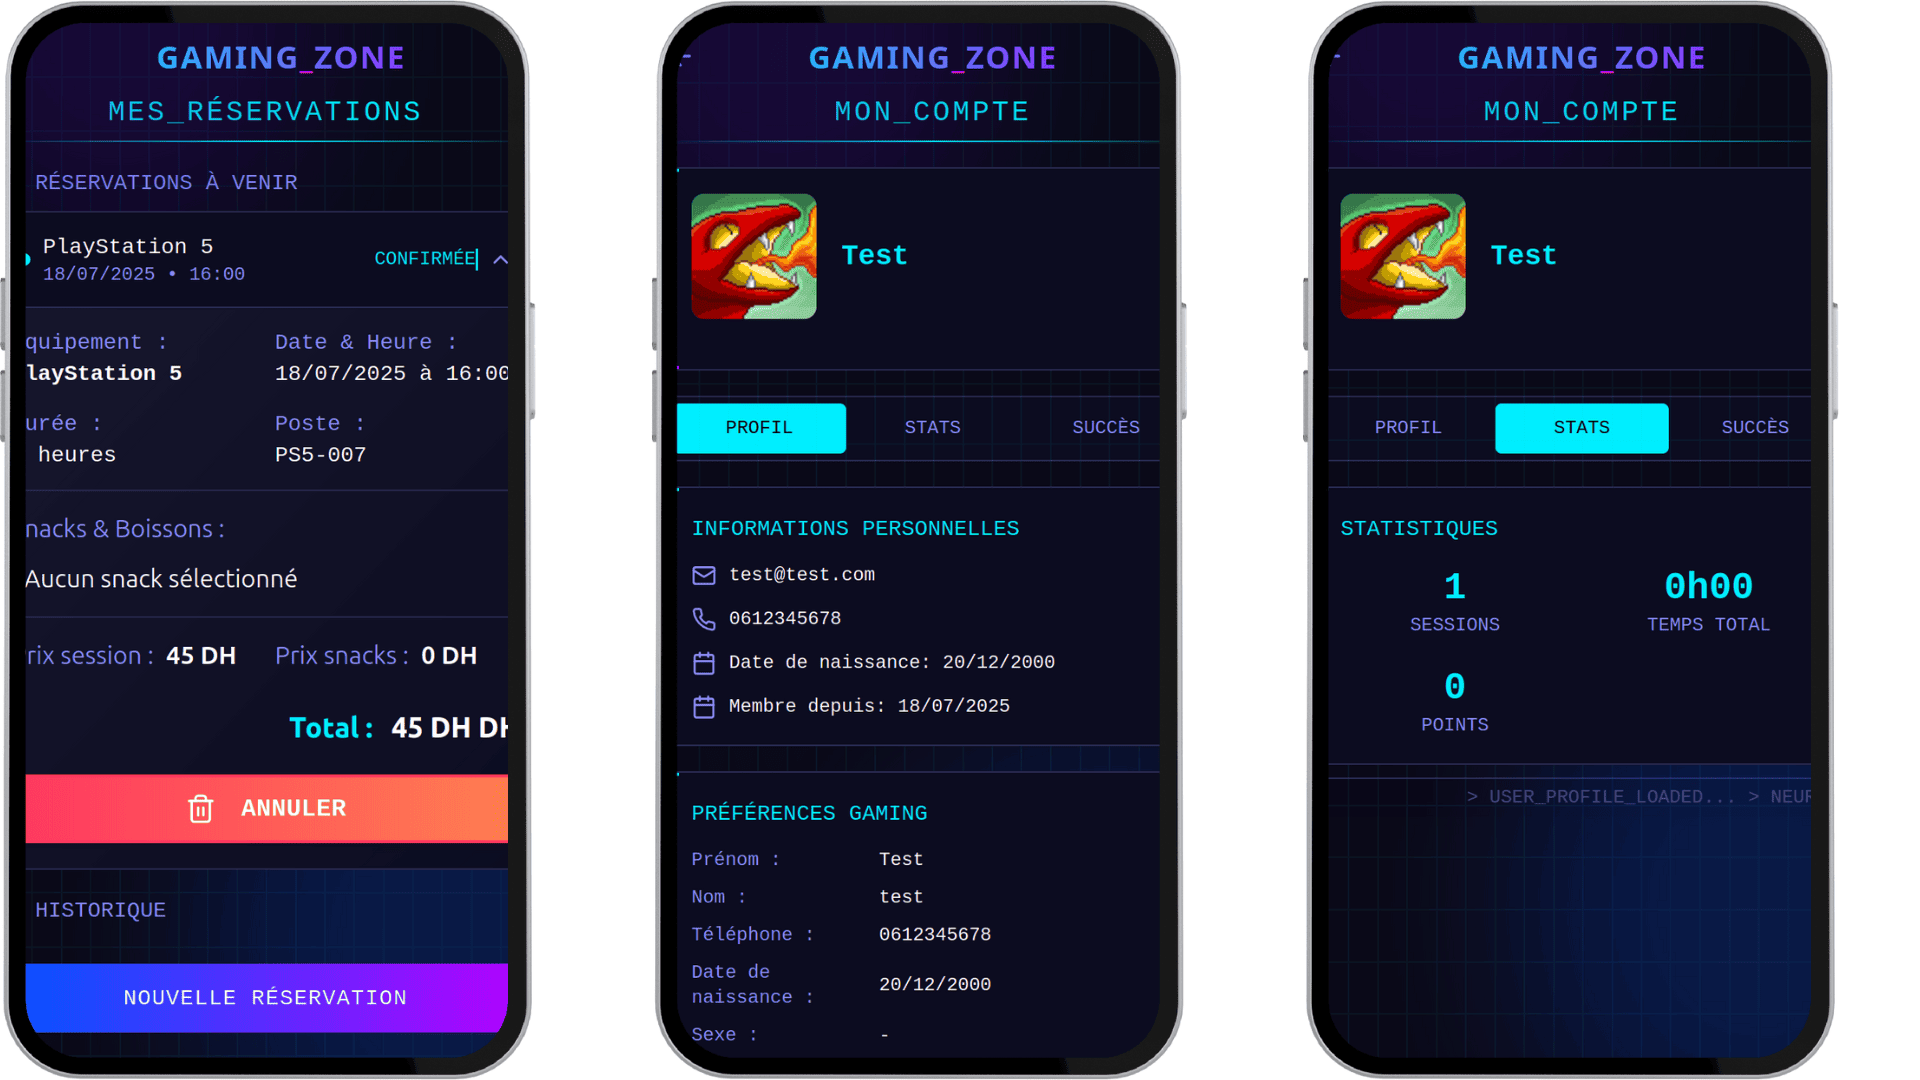 GAMING_ZONE
MES_RÉSERVATIONS
RÉSERVATIONS À VENIR
PlayStation 5
18/07/2025 • 16:00
CONFIRMÉE
quipement :
Date & Heure :
layStation 5
18/07/2025 à 16:00
urée :
Poste :
heures
PS5-007
nacks & Boissons :
Aucun snack sélectionné
rix session : 45 DH
Prix snacks : 0 DH
Total : 45 DH DH
ANNULER
HISTORIQUE
NOUVELLE RÉSERVATION
GAMING_ZONE
MON_COMPTE
Test
PROFIL STATS SUCCÈS
INFORMATIONS PERSONNELLES
test@test.com
0612345678
Date de naissance: 20/12/2000
Membre depuis: 18/07/2025
PRÉFÉRENCES GAMING
Prénom : Test
Nom : test
Téléphone : 0612345678
Date de
naissance : 20/12/2000
Sexe : -
GAMING_ZONE
MON_COMPTE
Test
PROFIL STATS SUCCÈS
STATISTIQUES
1
SESSIONS
0h00
TEMPS TOTAL
0
POINTS
> USER_PROFILE_LOADED... > NEUR